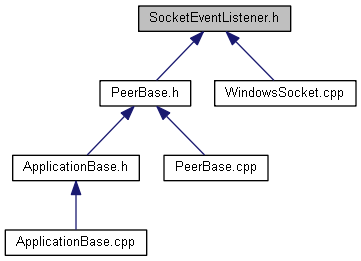 SocketEventListener.h
PeerBase.h
WindowsSocket.cpp
ApplicationBase.h
PeerBase.cpp
ApplicationBase.cpp